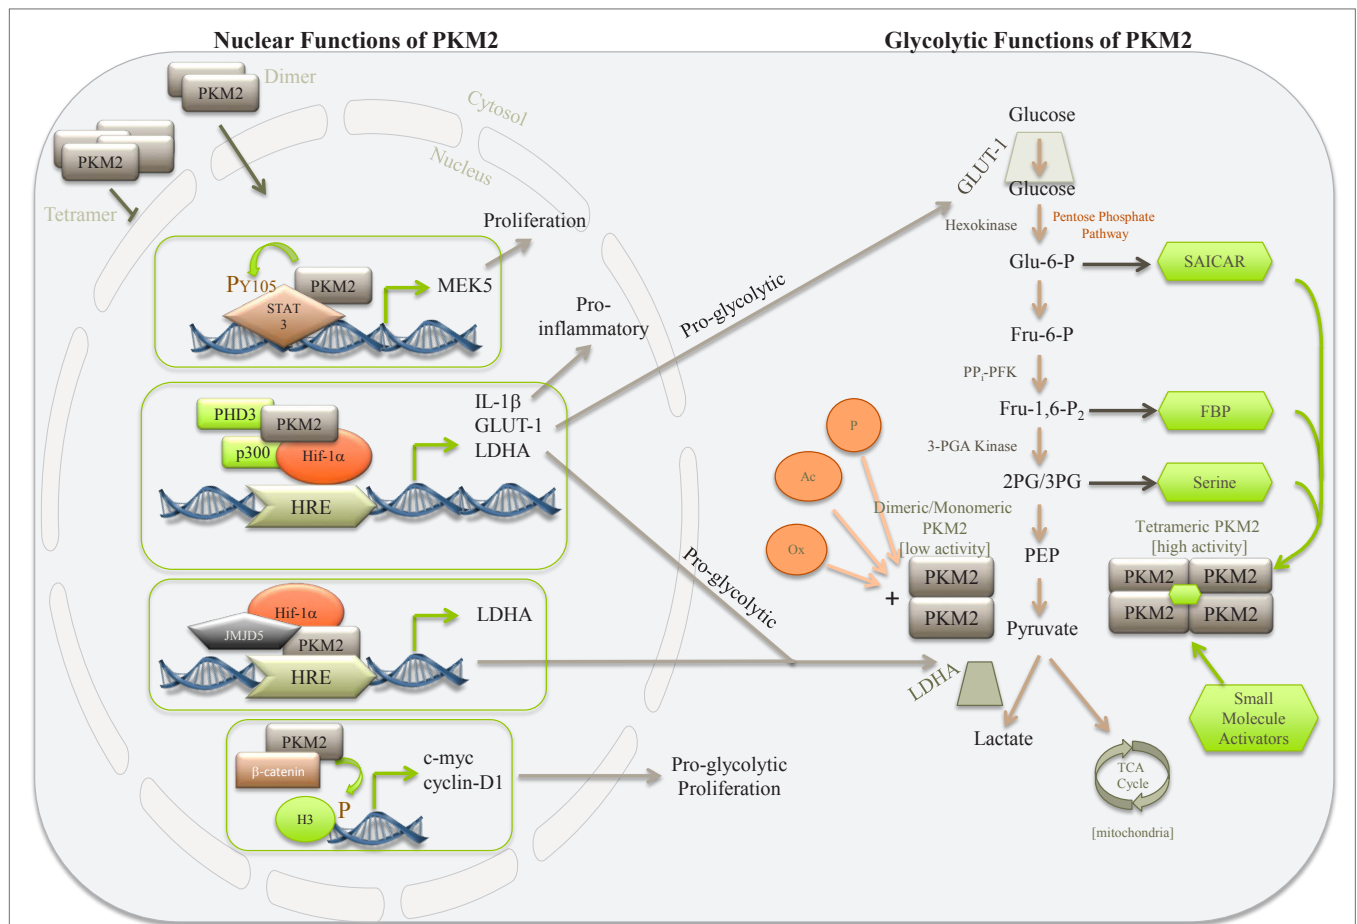 Nuclear Functions of PKM2
Glycolytic Functions of PKM2
Dimer
PKM2
PKM2
Tetramer
Cytosol
Nucleus
Proliferation
PY105
PKM2
STAT
3
MEK5
Pro-
inflammatory
PHD3
PKM2
p300
Hif-1α
HRE
IL-1β
GLUT-1
LDHA
Pro-glycolytic
Pro-glycolytic
Hif-1α
JMJD5
PKM2
HRE
LDHA
PKM2
β-catenin
H3
P
c-myc
cyclin-D1
Pro-glycolytic
Proliferation
Glucose
GLUT-1
Glucose
Hexokinase
Pentose Phosphate
Pathway
Glu-6-P
SAICAR
Fru-6-P
PPi-PFK
Fru-1,6-P2
FBP
3-PGA Kinase
2PG/3PG
Serine
P
Ac
Ox
Dimeric/Monomeric
PKM2
[low activity]
+
PKM2
PKM2
PEP
Tetrameric PKM2
[high activity]
PKM2 PKM2
PKM2 PKM2
Pyruvate
LDHA
Lactate
Small
Molecule
Activators
TCA
Cycle
[mitochondria]